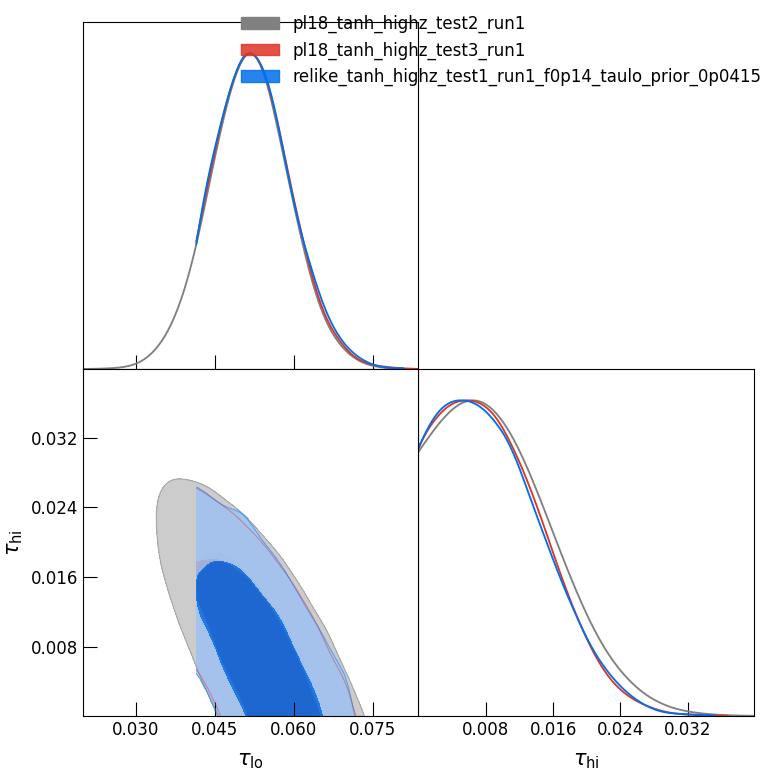 pl18_tanh_highz_test2_run1
pl18_tanh_highz_test3_run1
relike_tanh_highz_test1_run1_f0p14_taulo_prior_0p0415
0.032
0.024
0.016
0.008
τhi
0.030 0.045 0.060 0.075
0.008 0.016 0.024 0.032
τlo
τhi